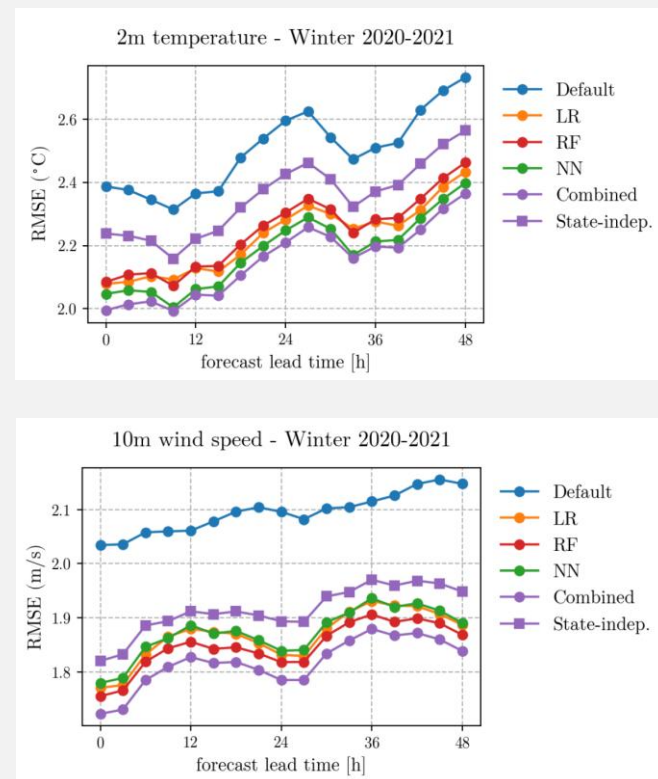 2m temperature - Winter 2020-2021
RMSE (°C)
2.6
2.4
2.2
2.0
0 12 24 36 48
forecast lead time [h]
Default
LR
RF
NN
Combined
State-indep.
10m wind speed - Winter 2020-2021
RMSE (m/s)
2.1
2.0
1.9
1.8
0 12 24 36 48
forecast lead time [h]
Default
LR
RF
NN
Combined
State-indep.